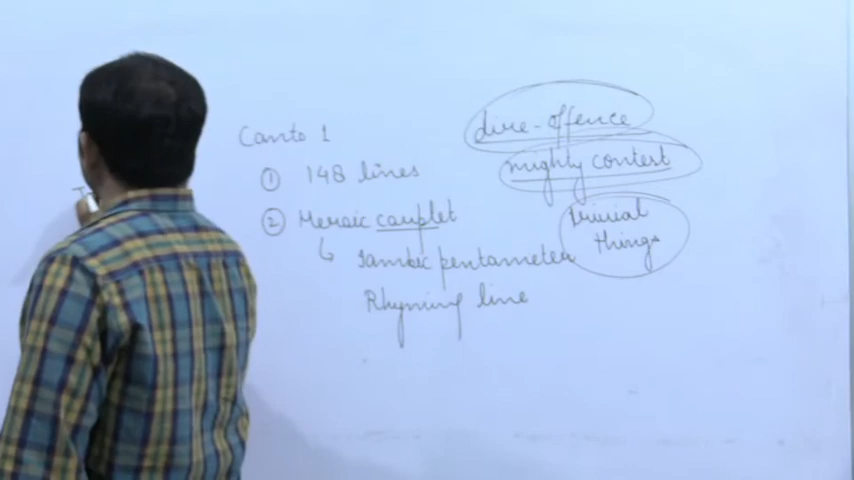 Canto 1
① 148 lines
② Heroic couplet
↳ Iambic pentameter
Rhyming line
dire-offence
mighty contest
trivial
things